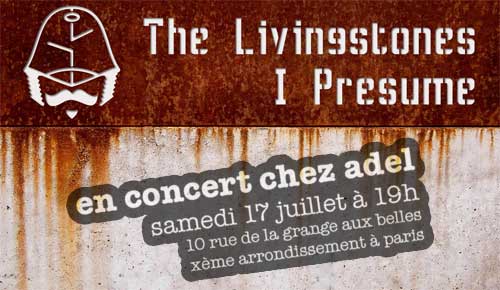 The Livingstones
I Presume
en concert chez adel
samedi 17 juillet à 19h
10 rue de la grange aux belles
xème arrondissement à paris